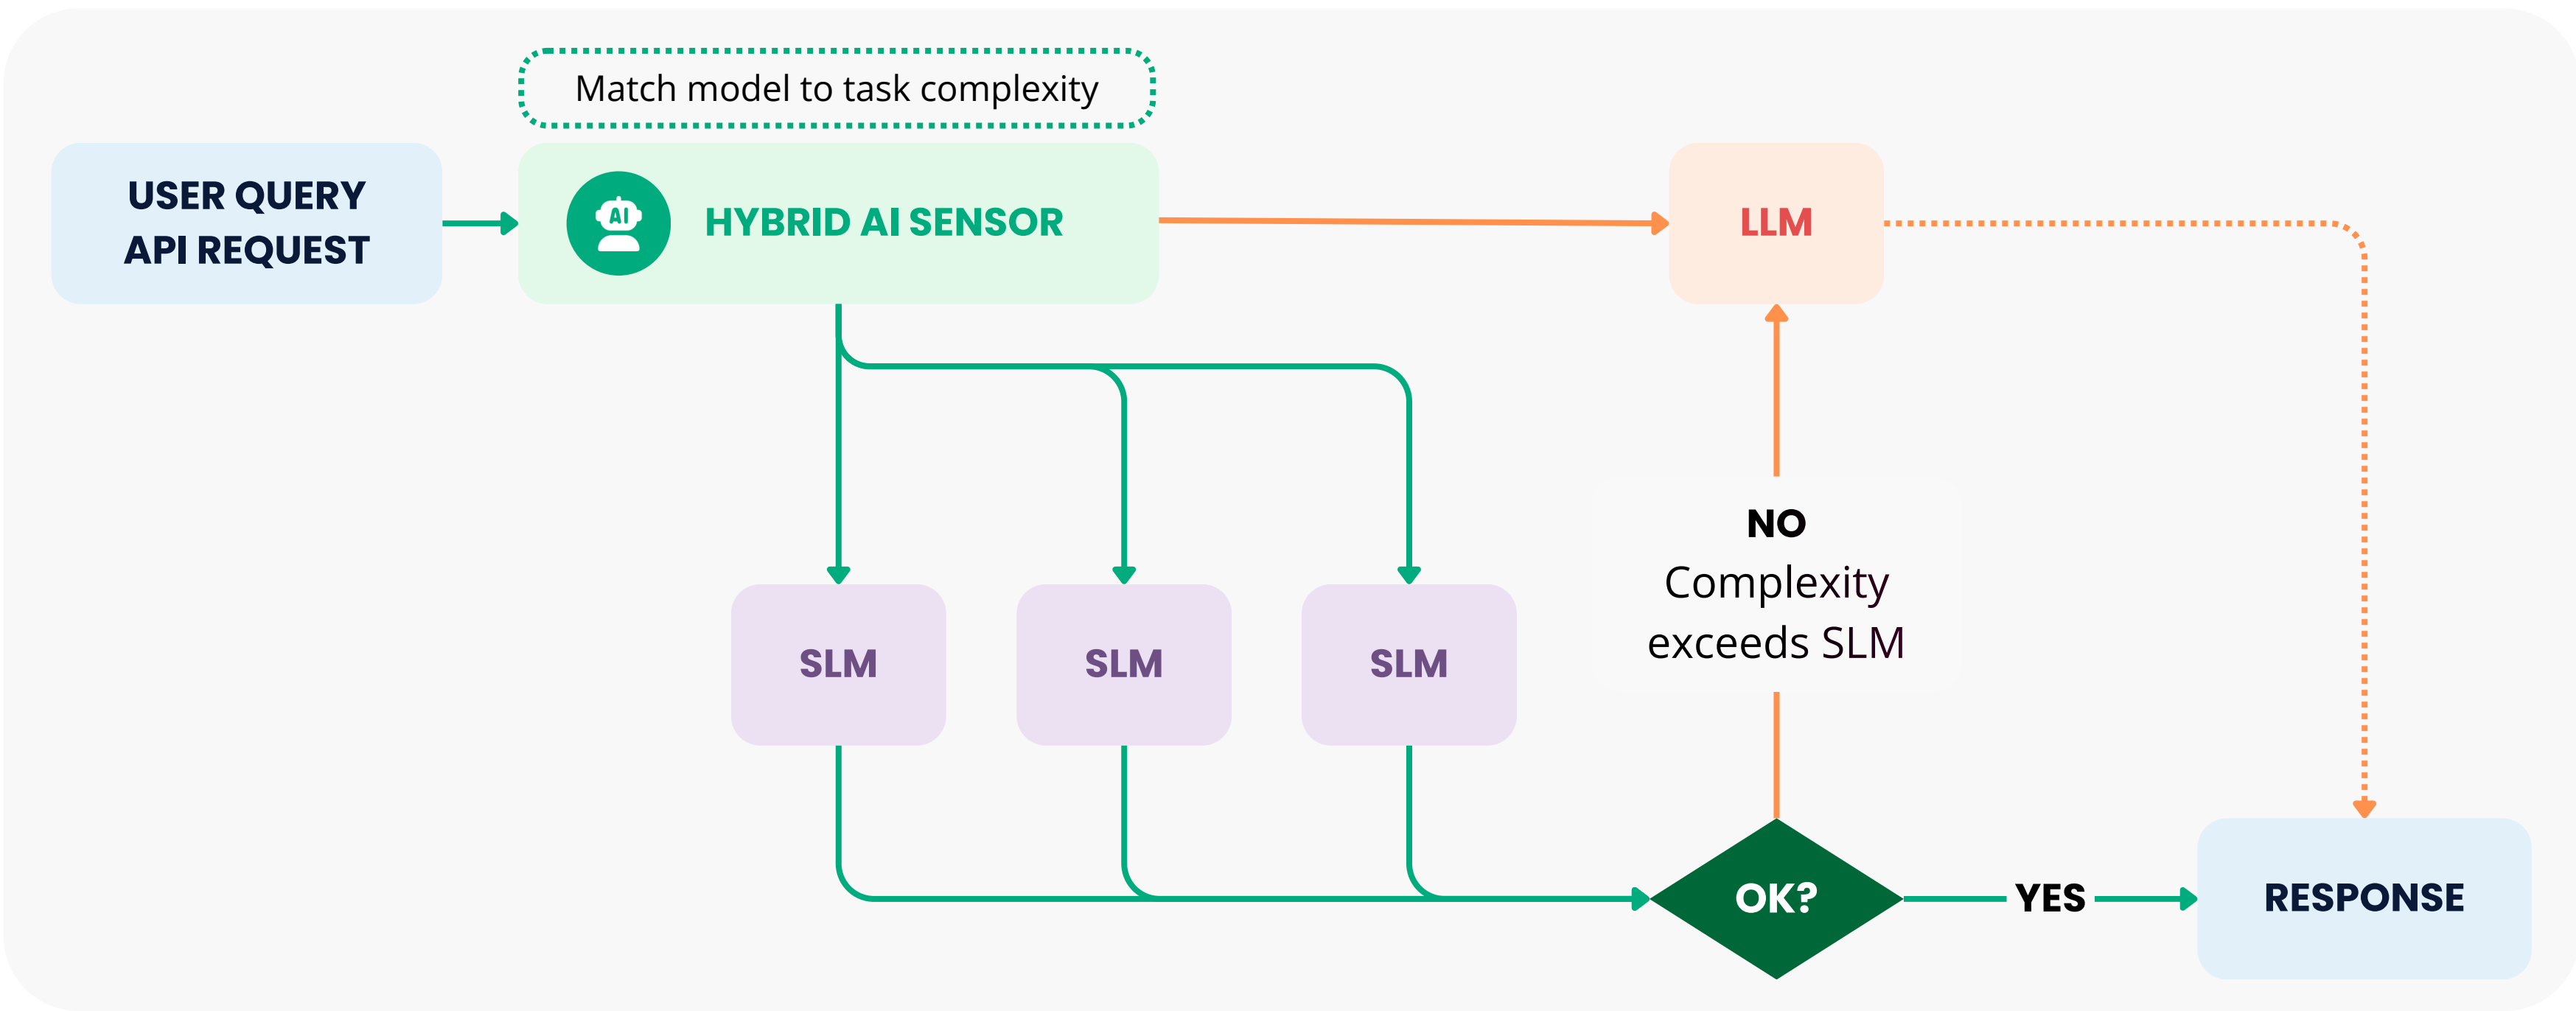 Match model to task complexity
USER QUERY
API REQUEST
AI
HYBRID AI SENSOR
LLM
NO
Complexity
exceeds SLM
SLM
SLM
SLM
OK?
YES
RESPONSE